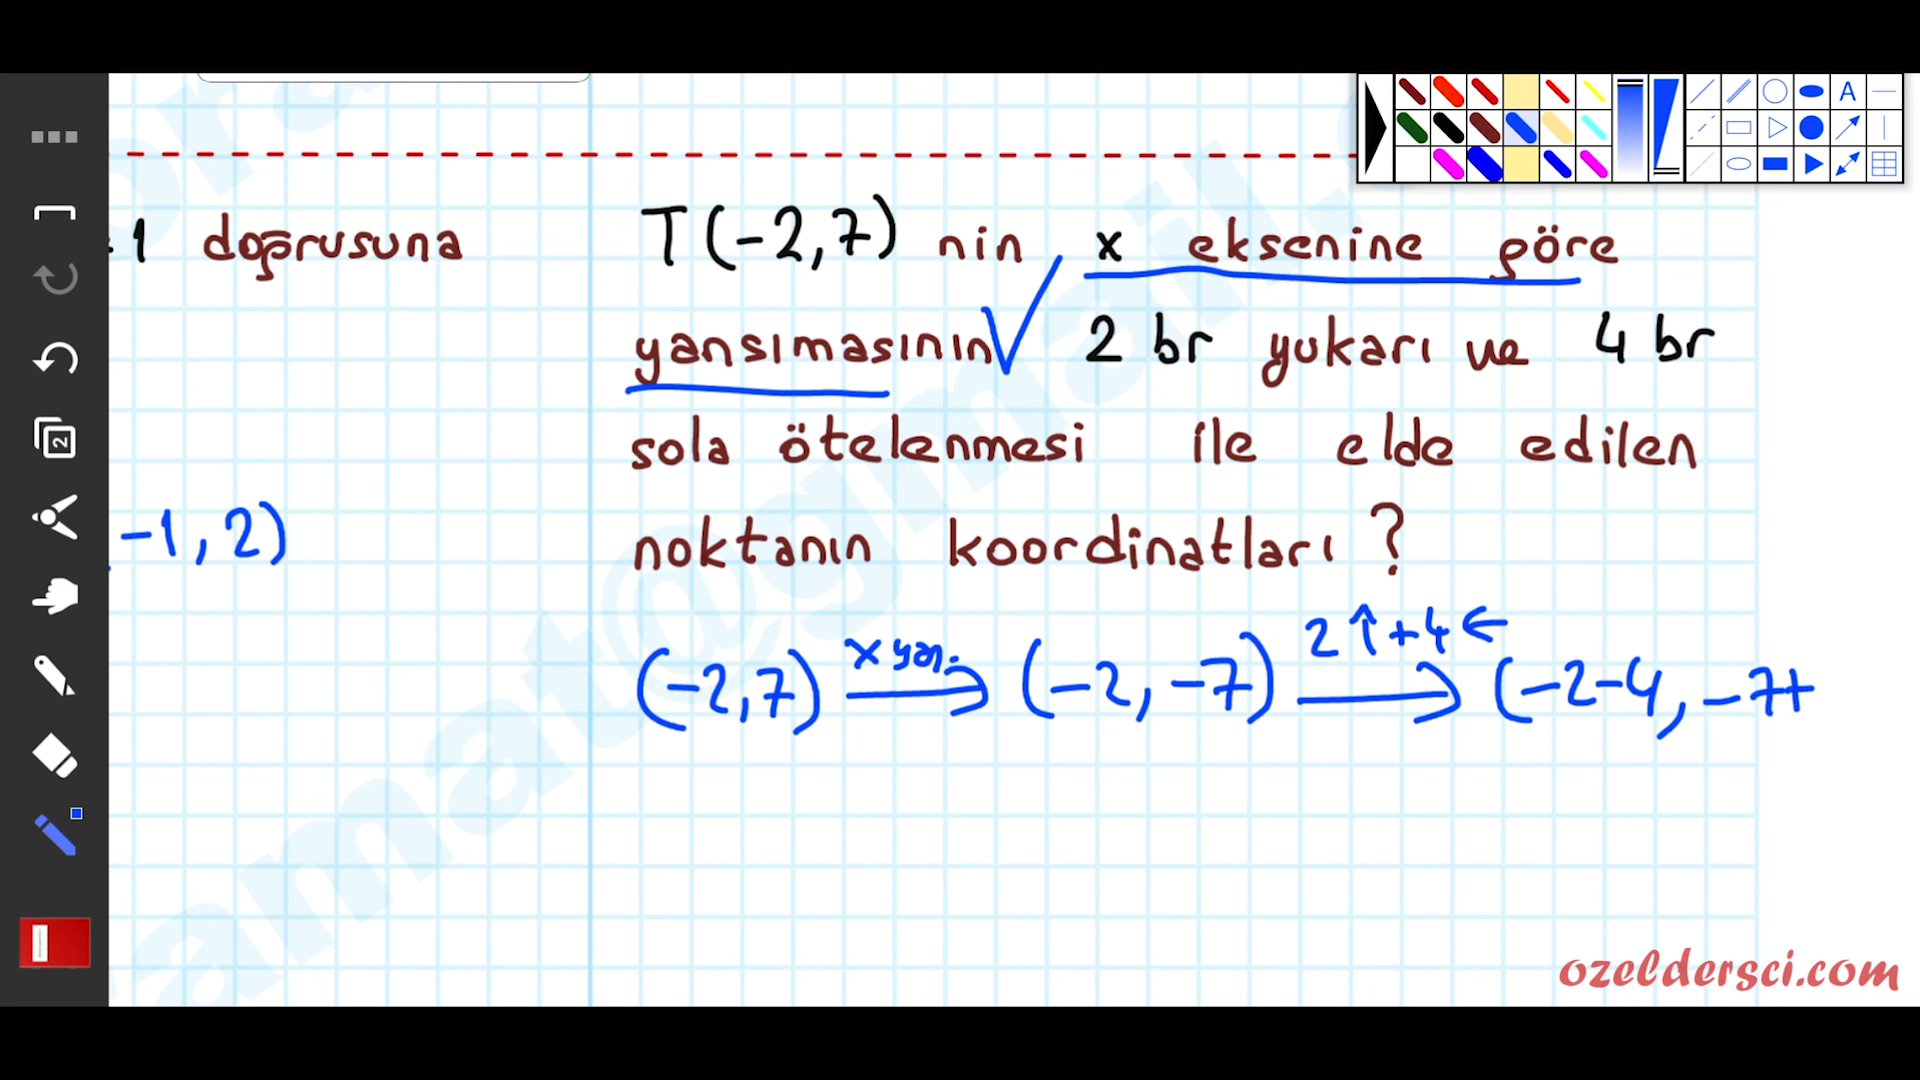 1 doğrusuna
-1, 2)
T(-2,7) nin x eksenine göre
yansımasının 2 br yukarı ve 4 br
sola ötelenmesi ile elde edilen
noktanın koordinatları ?
x yan. 2↑+4←
(-2,7) → (-2,-7) → (-2-4, -7+
A
2
ozeldersci.com